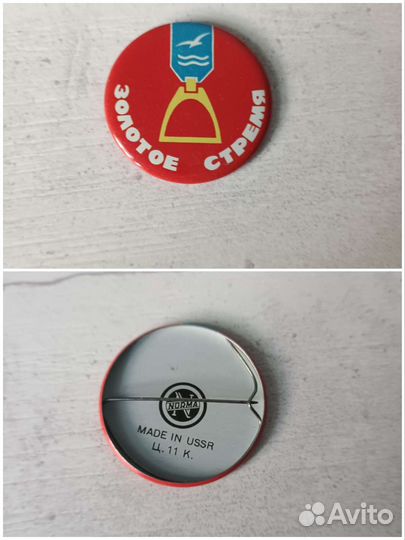 ЗОЛОТОЕ СТРЕМЯ
NORMA
MADE IN USSR
Ц. 11 К.
Avito